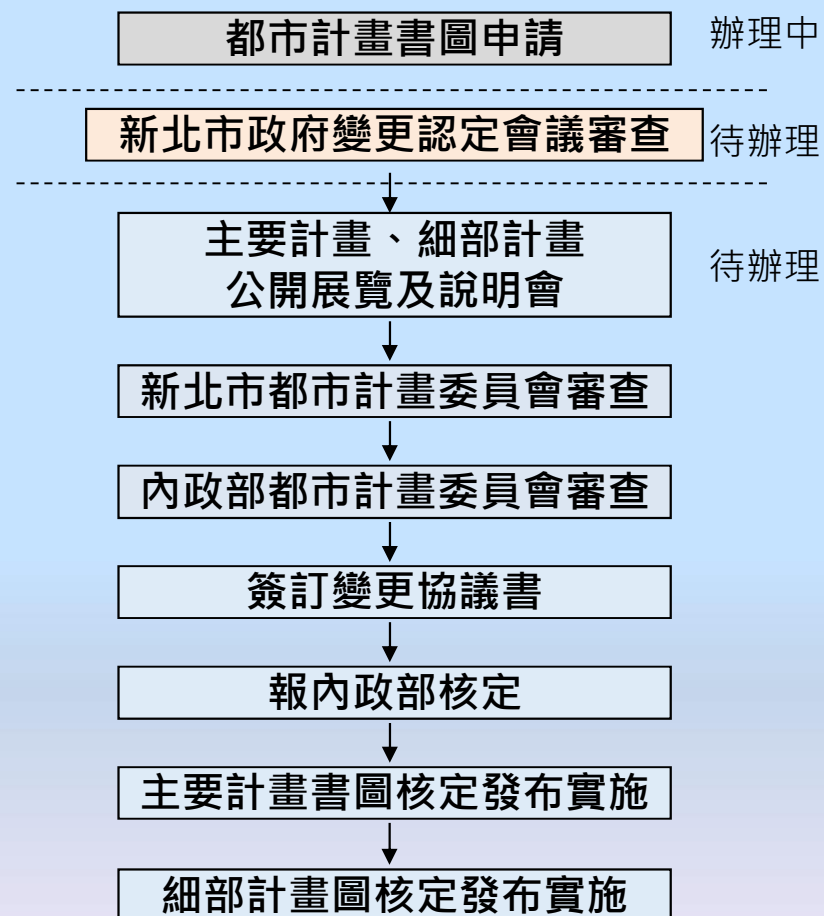 都市計畫書圖申請
辦理中
新北市政府變更認定會議審查
待辦理
主要計畫、細部計畫
公開展覽及說明會
待辦理
新北市都市計畫委員會審查
內政部都市計畫委員會審查
簽訂變更協議書
報內政部核定
主要計畫書圖核定發布實施
細部計畫圖核定發布實施